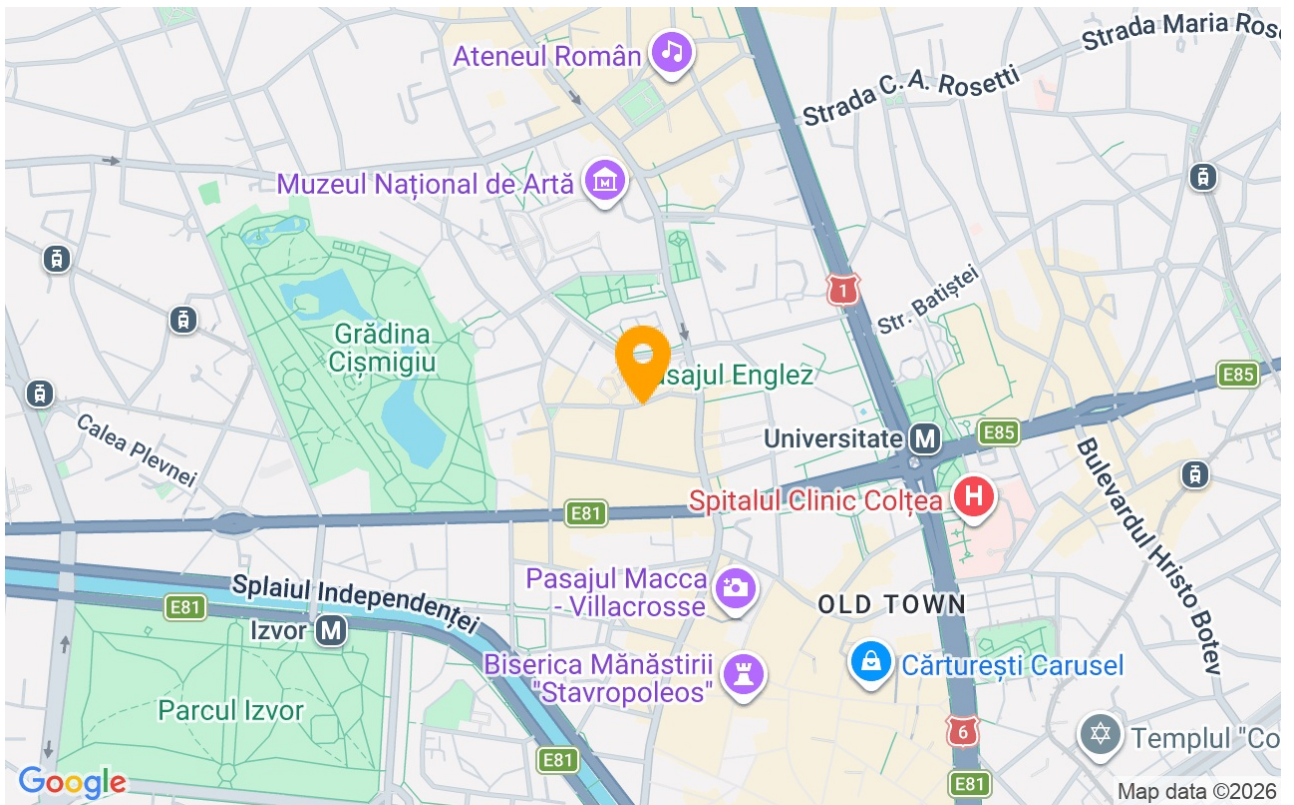 Strada Maria Ros
Ateneul Român
Strada C. A. Rosetti
Muzeul Național de Artă
1
Str. Batiștei
Grădina
Cișmigiu
sajul Englez
E85
Calea Plevnei
Universitate M
E85
Spitalul Clinic Colțea H
E81
Bulevardul Hristo Botev
Splaiul Independenței
Pasajul Macca
- Villacrosse
OLD TOWN
E81
Izvor M
Biserica Mănăstirii
"Stavropoleos"
Cărturești Carusel
Parcul Izvor
6
Templul "Co
E81
E81
Google
Map data ©2026